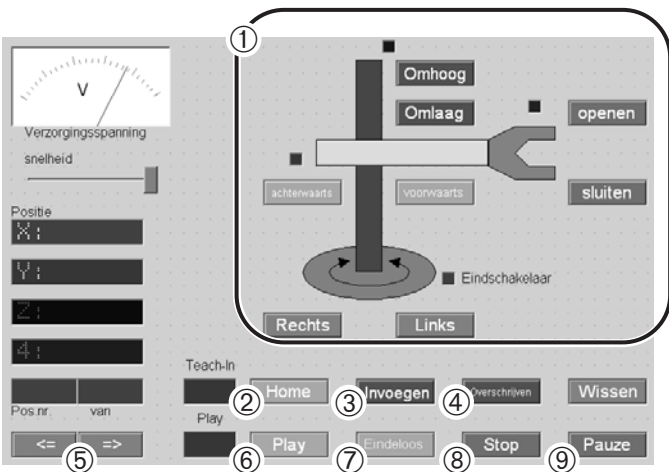 ①
V
Verzorgingsspanning
snelheid
Omhoog
Omlaag
openen
achterwaarts
voorwaarts
sluiten
Eindschakelaar
Rechts
Links
Positie
X:
Y:
Z:
4:
Pos.nr. van
<= =>
⑤
Teach-In
② Home
③ Invoegen
④ Overschrijven
Wissen
Play
⑥ Play
⑦ Eindeloos
⑧ Stop
⑨ Pauze